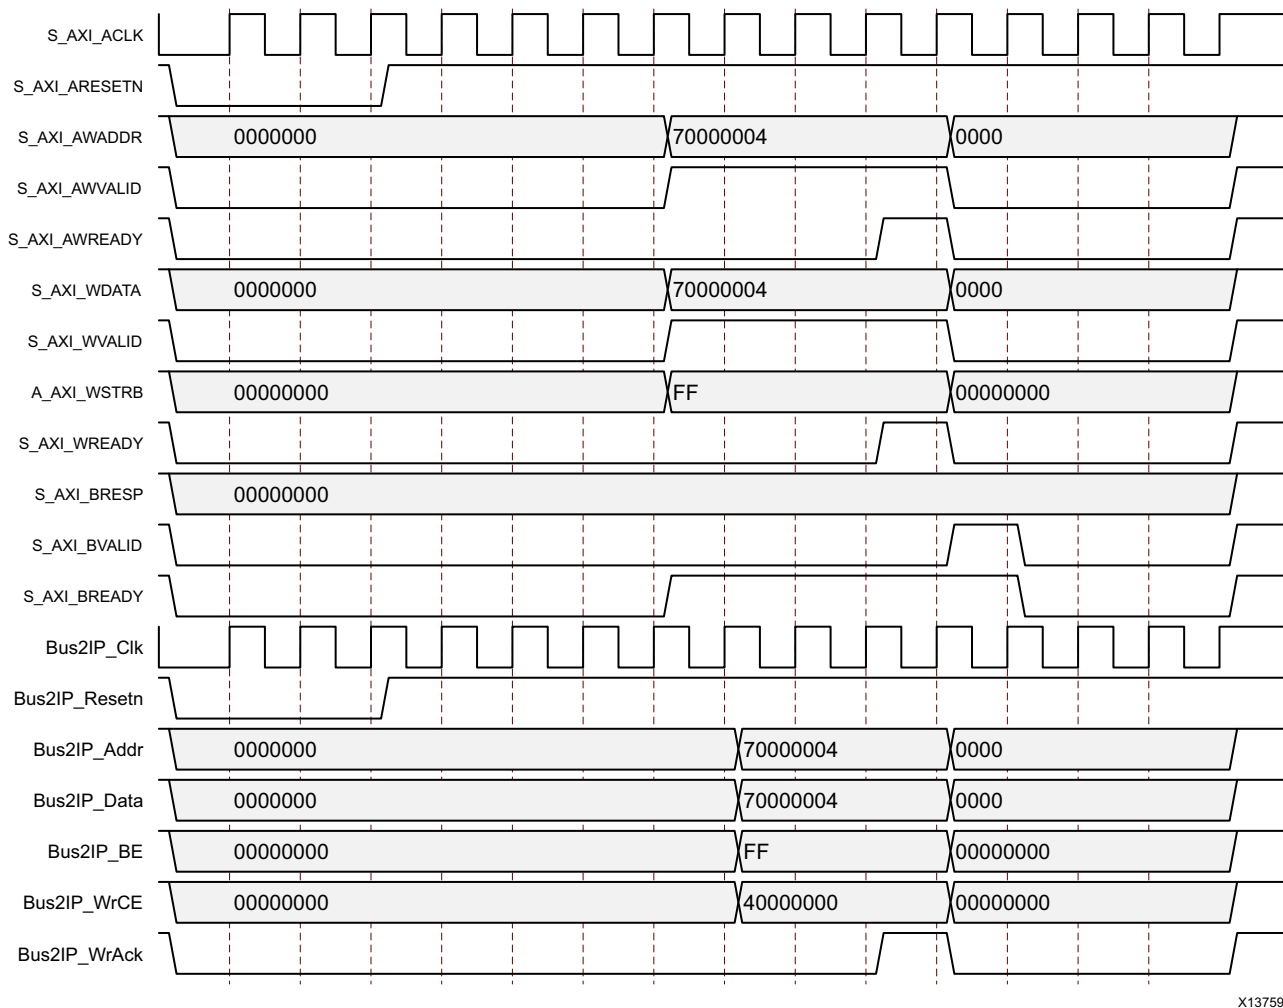 S_AXI_ACLK
S_AXI_ARESETN
S_AXI_AWADDR 0000000 70000004 0000
S_AXI_AWVALID
S_AXI_AWREADY
S_AXI_WDATA 0000000 70000004 0000
S_AXI_WVALID
A_AXI_WSTRB 00000000 FF 00000000
S_AXI_WREADY
S_AXI_BRESP 00000000
S_AXI_BVALID
S_AXI_BREADY
Bus2IP_Clk
Bus2IP_Resetn
Bus2IP_Addr 0000000 70000004 0000
Bus2IP_Data 0000000 70000004 0000
Bus2IP_BE 00000000 FF 00000000
Bus2IP_WrCE 00000000 40000000 00000000
Bus2IP_WrAck
X13759